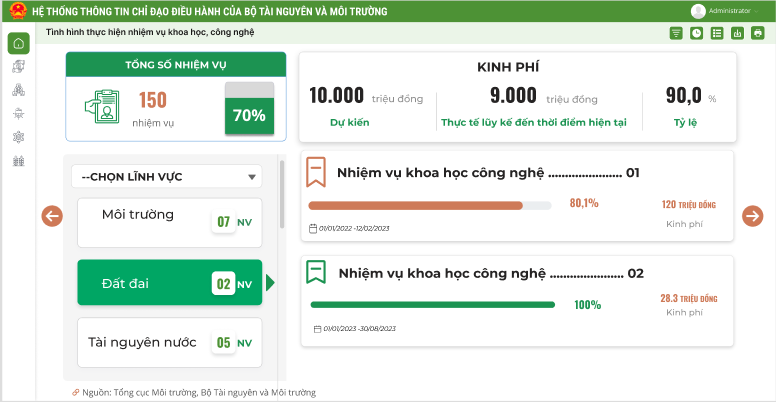 HỆ THỐNG THÔNG TIN CHỈ ĐẠO ĐIỀU HÀNH CỦA BỘ TÀI NGUYÊN VÀ MÔI TRƯỜNG
Administrator
Tình hình thực hiện nhiệm vụ khoa học, công nghệ
TỔNG SỐ NHIỆM VỤ
150
nhiệm vụ
70%
KINH PHÍ
10.000 triệu đồng
Dự kiến
9.000 triệu đồng
Thực tế lũy kế đến thời điểm hiện tại
90,0 %
Tỷ lệ
--CHỌN LĨNH VỰC
Môi trường 07 NV
Đất đai 02 NV
Tài nguyên nước 05 NV
Nhiệm vụ khoa học công nghệ ...................... 01
80,1%
120 TRIỆU ĐỒNG
Kinh phí
01/01/2022 -12/02/2023
Nhiệm vụ khoa học công nghệ ...................... 02
100%
28.3 TRIỆU ĐỒNG
Kinh phí
01/01/2023 -30/08/2023
Nguồn: Tổng cục Môi trường, Bộ Tài nguyên và Môi trường